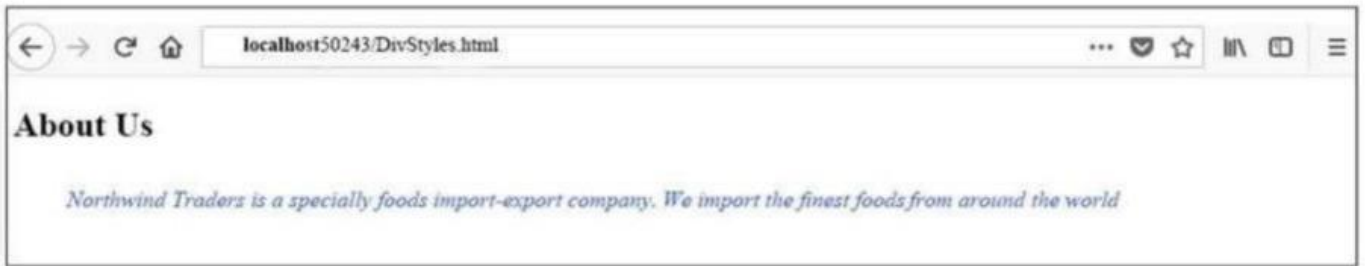 localhost50243/DivStyles.html
About Us
Northwind Traders is a specially foods import-export company. We import the finest foods from around the world